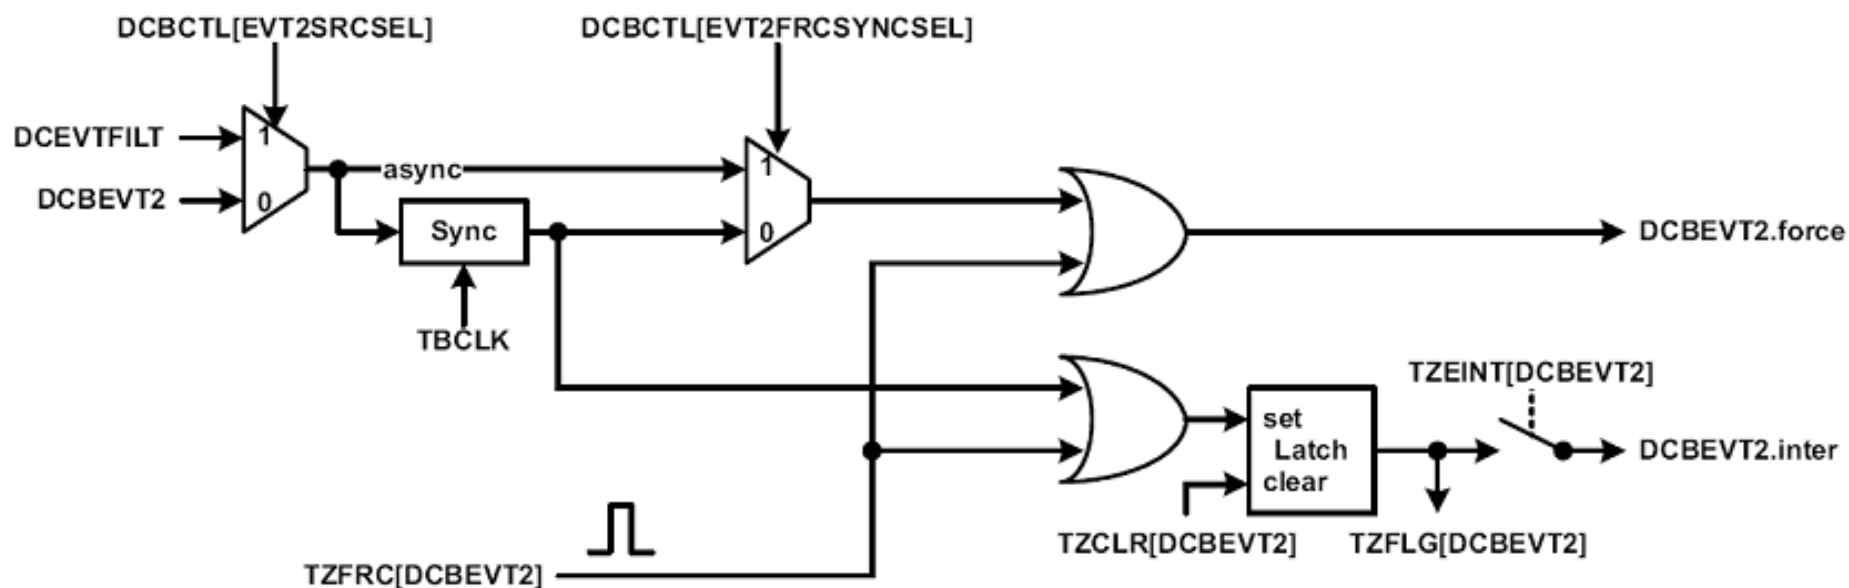 DCBCTL[EVT2SRCSEL]
DCBCTL[EVT2FRCSYNCSEL]
DCEVTFILT
1
async
1
DCBEVT2
0
Sync
0
DCBEVT2.force
TBCLK
TZEINT[DCBEVT2]
set
Latch
DCBEVT2.inter
clear
TZCLR[DCBEVT2]
TZFLG[DCBEVT2]
TZFRC[DCBEVT2]